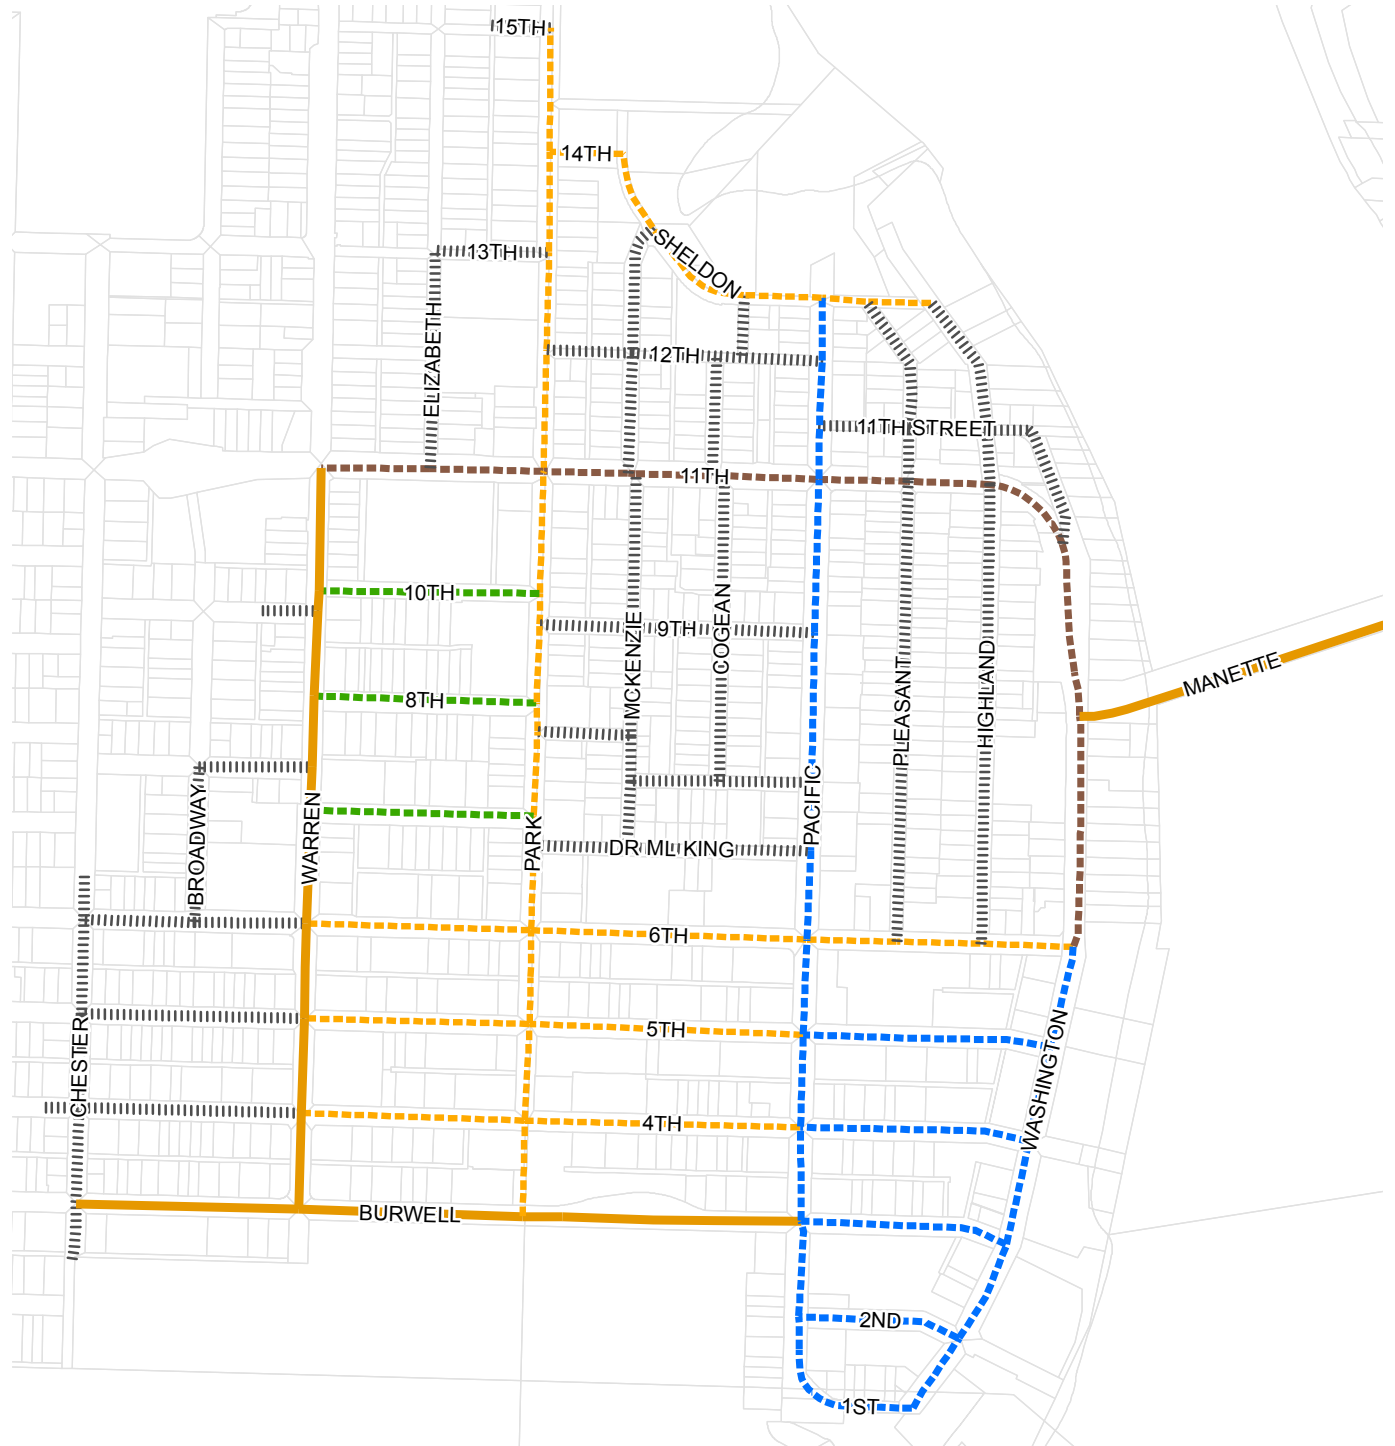 15TH
14TH
SHELDON
13TH
ELIZABETH
12TH
11TH STREET
11TH
10TH
9TH
MCKENZIE
COGEAN
PLEASANT
HIGHLAND
MANETTE
8TH
BROADWAY
WARREN
PARK
PACIFIC
DR ML KING
6TH
5TH
CHESTER
WASHINGTON
4TH
BURWELL
2ND
1ST